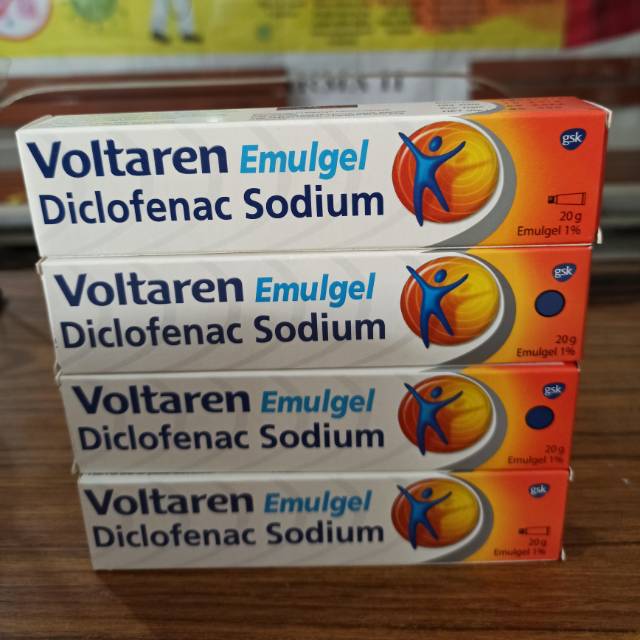 Voltaren Emulgel
Diclofenac Sodium
gsk
20 g
Emulgel 1%
Voltaren Emulgel
Diclofenac Sodium
gsk
20 g
Emulgel 1%
Voltaren Emulgel
Diclofenac Sodium
gsk
20 g
Emulgel 1%
Voltaren Emulgel
Diclofenac Sodium
gsk
20 g
Emulgel 1%